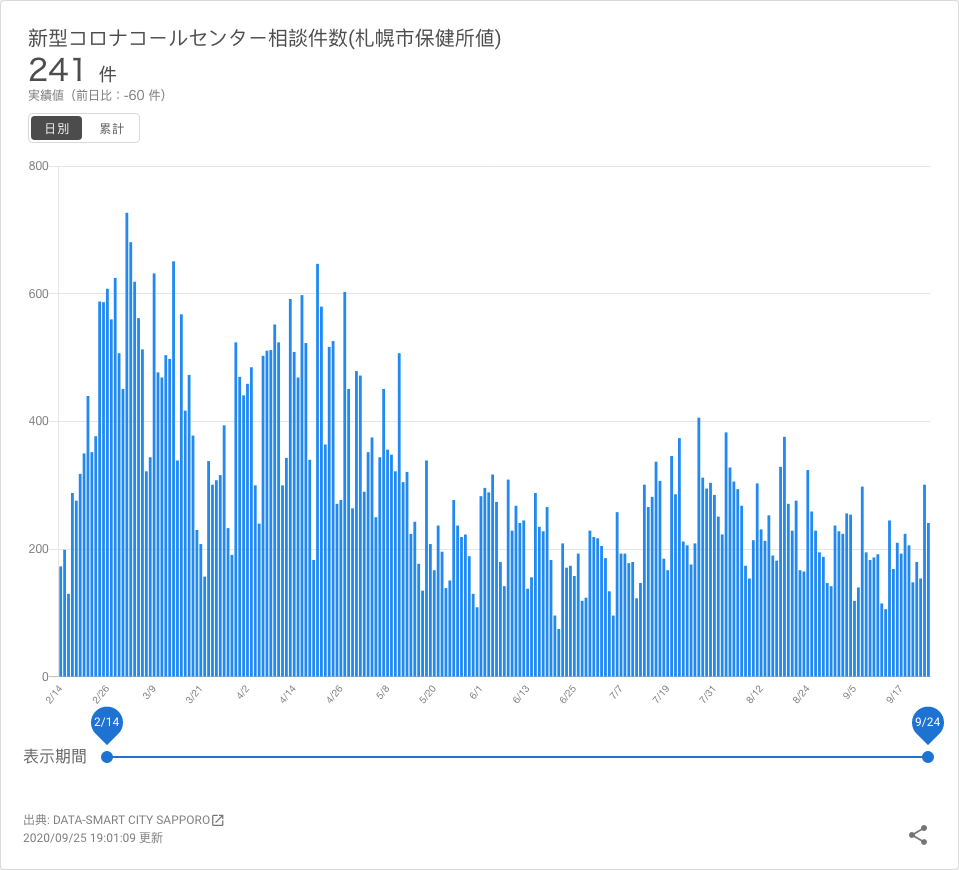 新型コロナコールセンター相談件数(札幌市保健所値)
241 件
実績値（前日比：-60 件）
日別 累計
800
600
400
200
0
2/14 2/26 3/9 3/21 4/2 4/14 4/26 5/8 5/20 6/1 6/13 6/25 7/7 7/19 7/31 8/12 8/24 9/5 9/17
2/14 9/24
表示期間
出典: DATA-SMART CITY SAPPORO
2020/09/25 19:01:09 更新